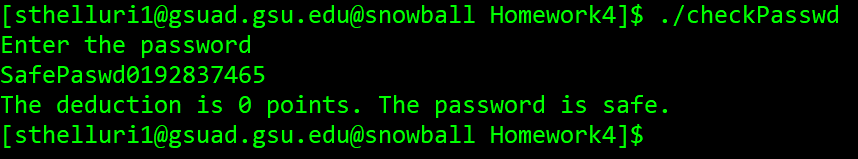 [sthelluri1@gsuad.gsu.edu@snowball Homework4]$ ./checkPasswd
Enter the password
SafePaswd0192837465
The deduction is 0 points. The password is safe.
[sthelluri1@gsuad.gsu.edu@snowball Homework4]$